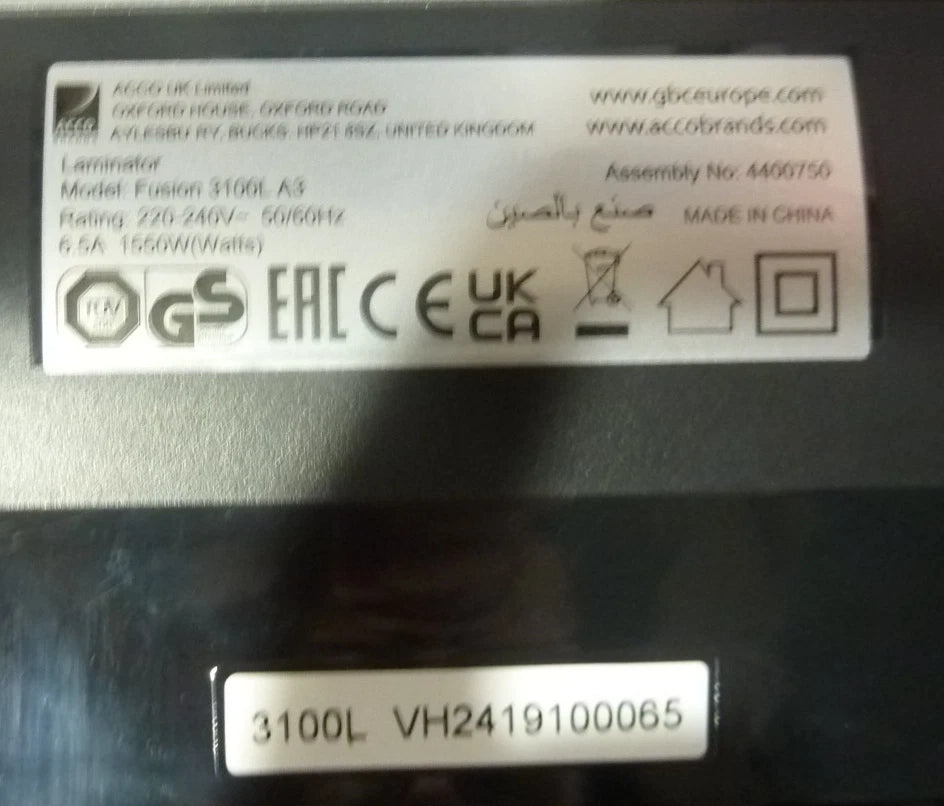 ACCO UK Limited
OXFORD HOUSE, OXFORD ROAD
AYLESBURY, BUCKS. HP21 8SZ, UNITED KINGDOM
ACCO
www.gbceurope.com
www.accobrands.com
Laminator
Model: Fusion 3100L A3
Assembly No: 4400750
Rating: 220-240V~ 50/60Hz
صنع بالصين MADE IN CHINA
6.5A 1550W(Watts)
TÜV GS EAC CE UK
CA
3100L VH2419100065